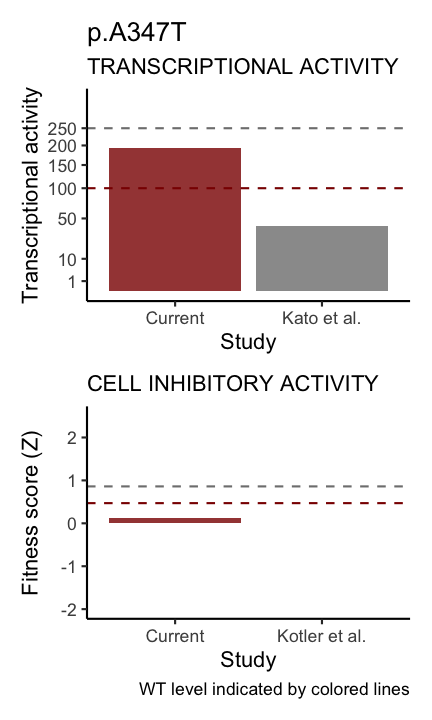 p.A347T
TRANSCRIPTIONAL ACTIVITY
Transcriptional activity
250
200
150
100
50
10
1
Current
Kato et al.
Study
CELL INHIBITORY ACTIVITY
Fitness score (Z)
2
1
0
-1
-2
Current
Kotler et al.
Study
WT level indicated by colored lines